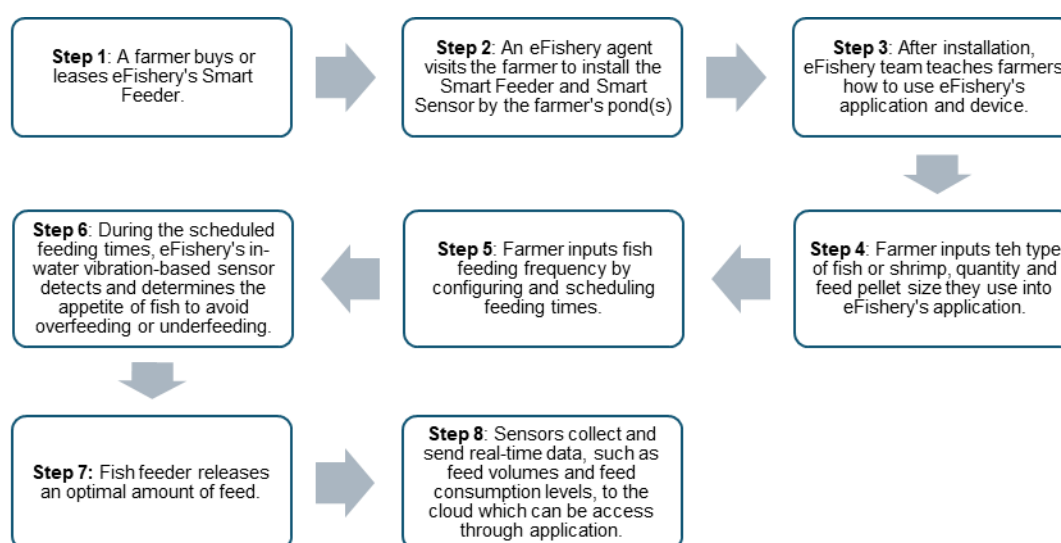 Step 1: A farmer buys or
leases eFishery's Smart
Feeder.
Step 2: An eFishery agent
visits the farmer to install the
Smart Feeder and Smart
Sensor by the farmer's pond(s)
Step 3: After installation,
eFishery team teaches farmers
how to use eFishery's
application and device.
Step 4: Farmer inputs teh type
of fish or shrimp, quantity and
feed pellet size they use into
eFishery's application.
Step 5: Farmer inputs fish
feeding frequency by
configuring and scheduling
feeding times.
Step 6: During the scheduled
feeding times, eFishery's in-
water vibration-based sensor
detects and determines the
appetite of fish to avoid
overfeeding or underfeeding.
Step 7: Fish feeder releases
an optimal amount of feed.
Step 8: Sensors collect and
send real-time data, such as
feed volumes and feed
consumption levels, to the
cloud which can be access
through application.